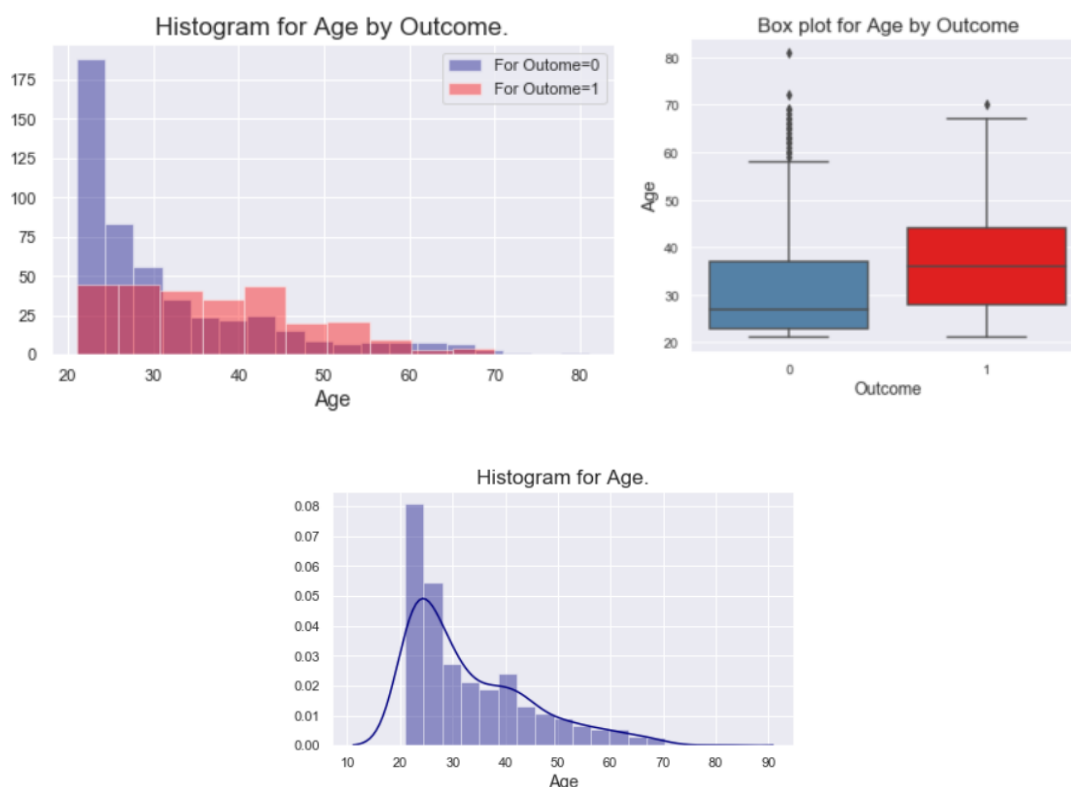 Histogram for Age by Outcome.
175
150
125
100
75
50
25
0
For Outome=0
For Outome=1
20 30 40 50 60 70 80
Age
Box plot for Age by Outcome
80
70
60
50
40
30
20
Age
0 1
Outcome
Histogram for Age.
0.08
0.07
0.06
0.05
0.04
0.03
0.02
0.01
0.00
10 20 30 40 50 60 70 80 90
Age